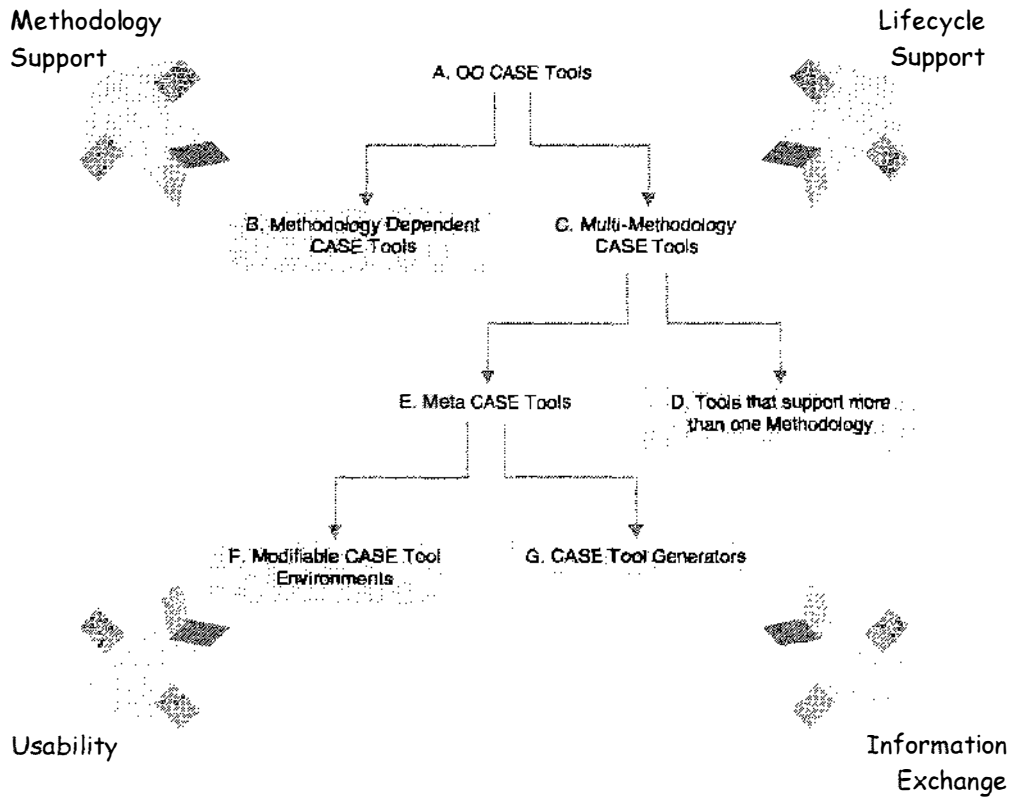 Methodology
Support
Lifecycle
Support
A. OO CASE Tools
B. Methodology Dependent
CASE Tools
C. Multi-Methodology
CASE Tools
E. Meta CASE Tools
D. Tools that support more
than one Methodology
F. Modifiable CASE Tool
Environments
G. CASE Tool Generators
Usability
Information
Exchange